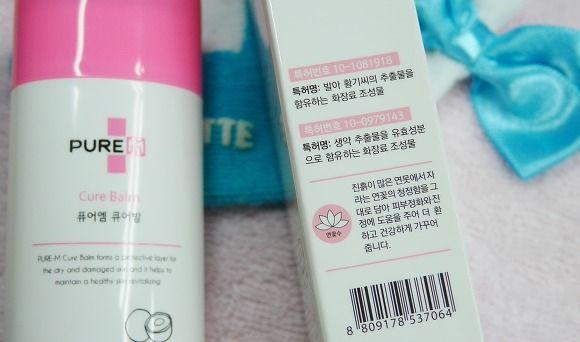 PURE M
Cure Balm
퓨어엠 큐어밤
PURE-M Cure Balm forms a protective layer for
the dry and damaged skin and it helps to
maintain a healthy skin revitalizing
TTE
특허번호 10-1081918
특허명: 발아 황기씨의 추출물을
함유하는 화장료 조성물
특허번호 10-0979143
특허명: 생약 추출물을 유효성분
으로 함유하는 화장료 조성물
연꽃수
진흙이 많은 연못에서 자
라는 연꽃의 청정함을 그
대로 담아 피부정화와 진
정에 도움을 주어 더 환
하고 건강하게 가꾸어
줍니다.
8 809178 537064